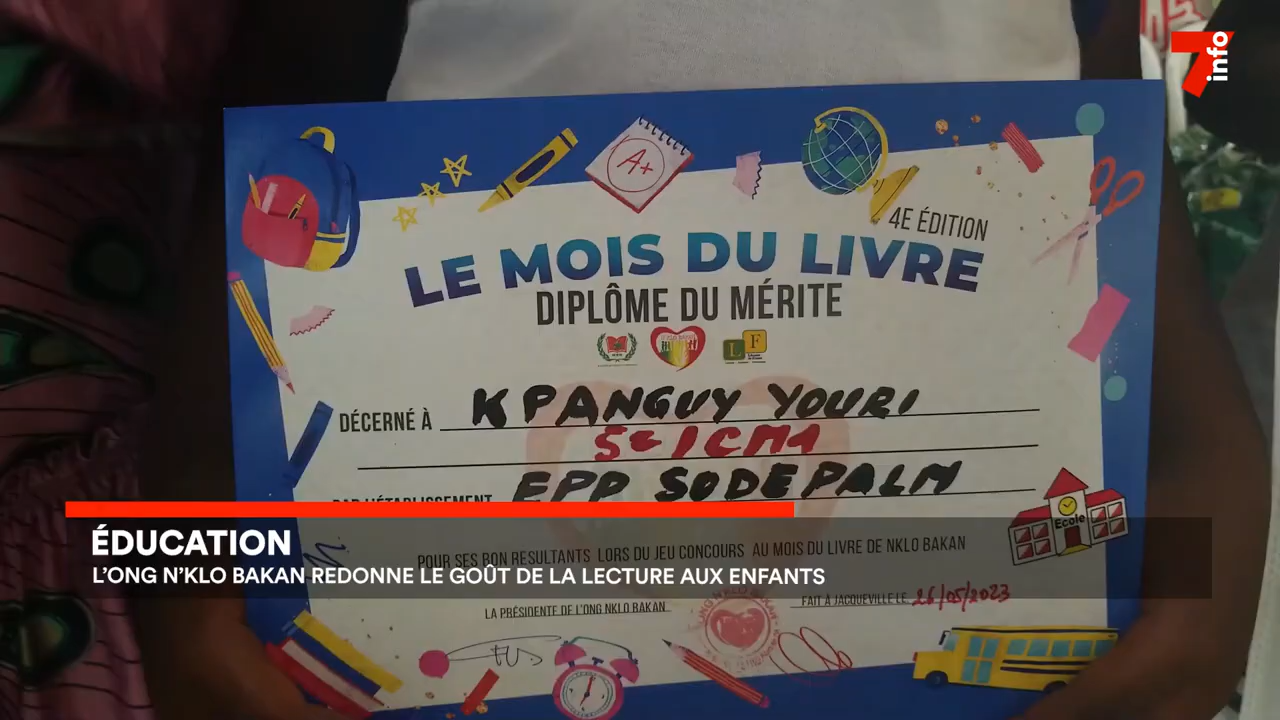 7 info
A+
4E ÉDITION
LE MOIS DU LIVRE
DIPLÔME DU MÉRITE
L F
DÉCERNÉ À KPANGUY YOURI
5e/CM1
PAR L'ÉTABLISSEMENT EPP SODEPALM
Ecole
ÉDUCATION
POUR SES BON RESULTANTS LORS DU JEU CONCOURS AU MOIS DU LIVRE DE NKLO BAKAN
L'ONG N'KLO BAKAN REDONNE LE GOÛT DE LA LECTURE AUX ENFANTS
FAIT À JACQUEVILLE LE 26/05/2023
LA PRÉSIDENTE DE L'ONG NKLO BAKAN